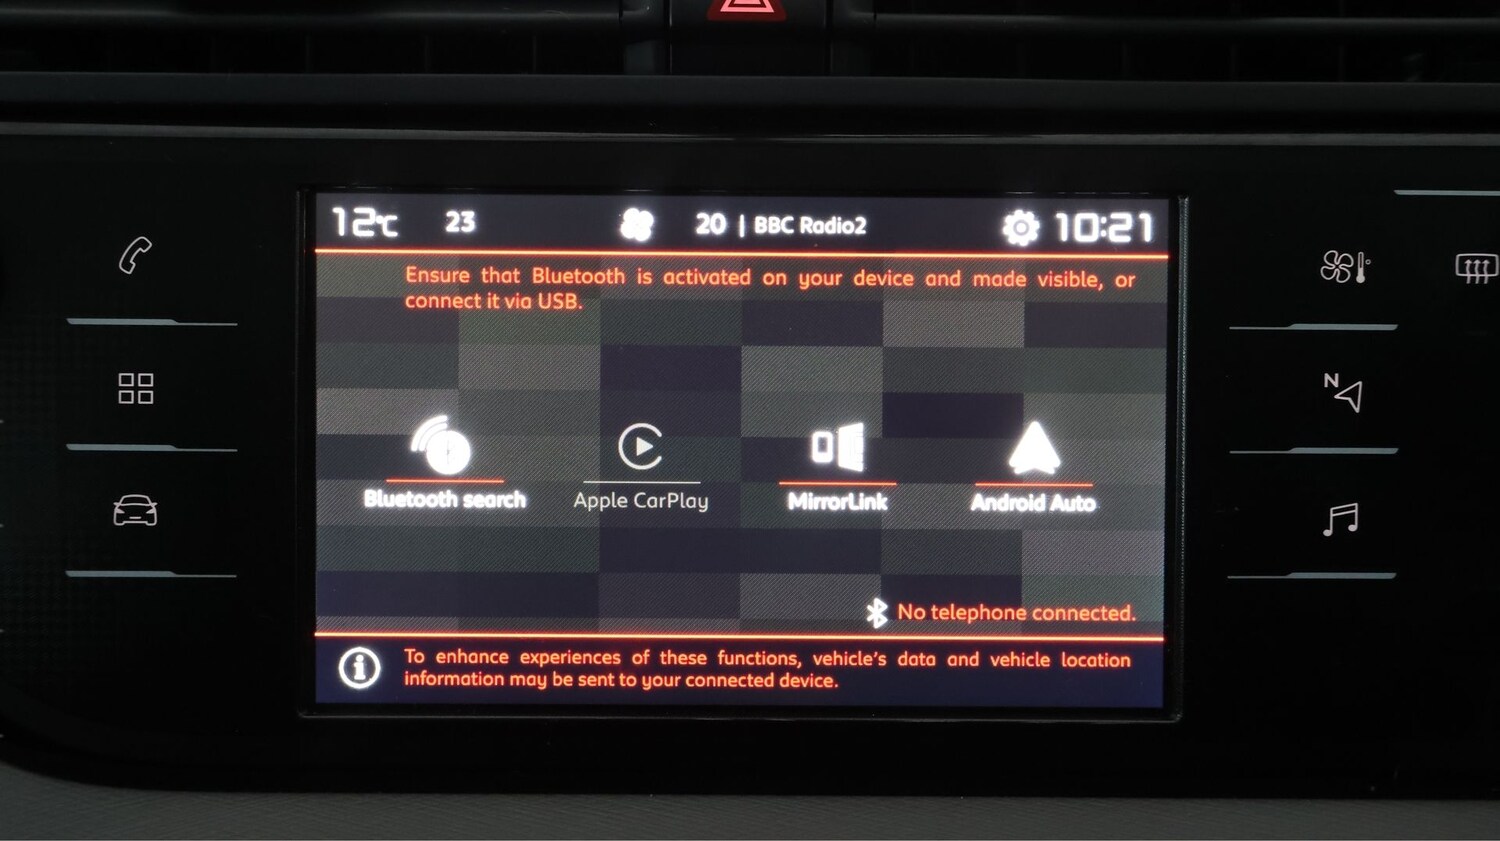 12°C 23 20 | BBC Radio2 10:21
Ensure that Bluetooth is activated on your device and made visible, or
connect it via USB.
N
Bluetooth search Apple CarPlay MirrorLink Android Auto
No telephone connected.
To enhance experiences of these functions, vehicle's data and vehicle location
information may be sent to your connected device.